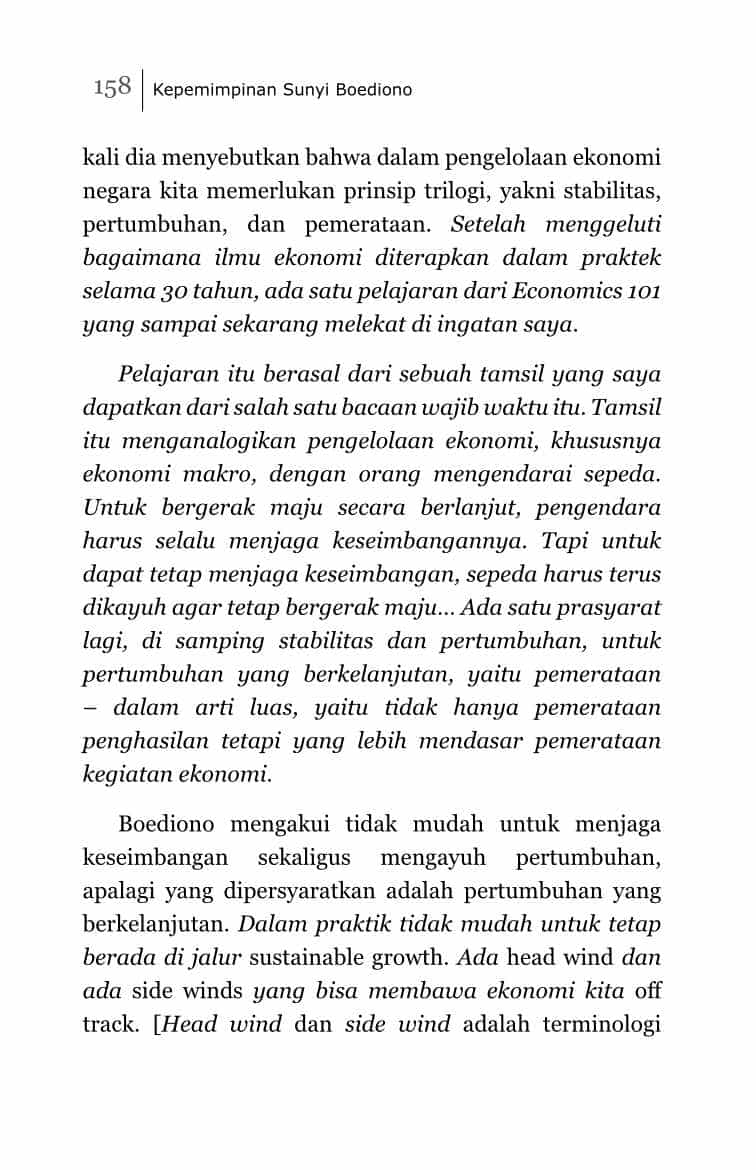 158 Kepemimpinan Sunyi Boediono
kali dia menyebutkan bahwa dalam pengelolaan ekonomi
negara kita memerlukan prinsip trilogi, yakni stabilitas,
pertumbuhan, dan pemerataan. Setelah menggeluti
bagaimana ilmu ekonomi diterapkan dalam praktek
selama 30 tahun, ada satu pelajaran dari Economics 101
yang sampai sekarang melekat di ingatan saya.
Pelajaran itu berasal dari sebuah tamsil yang saya
dapatkan dari salah satu bacaan wajib waktu itu. Tamsil
itu menganalogikan pengelolaan ekonomi, khususnya
ekonomi makro, dengan orang mengendarai sepeda.
Untuk bergerak maju secara berlanjut, pengendara
harus selalu menjaga keseimbangannya. Tapi untuk
dapat tetap menjaga keseimbangan, sepeda harus terus
dikayuh agar tetap bergerak maju... Ada satu prasyarat
lagi, di samping stabilitas dan pertumbuhan, untuk
pertumbuhan yang berkelanjutan, yaitu pemerataan
– dalam arti luas, yaitu tidak hanya pemerataan
penghasilan tetapi yang lebih mendasar pemerataan
kegiatan ekonomi.
Boediono mengakui tidak mudah untuk menjaga
keseimbangan sekaligus mengayuh pertumbuhan,
apalagi yang dipersyaratkan adalah pertumbuhan yang
berkelanjutan. Dalam praktik tidak mudah untuk tetap
berada di jalur sustainable growth. Ada head wind dan
ada side winds yang bisa membawa ekonomi kita off
track. [Head wind dan side wind adalah terminologi